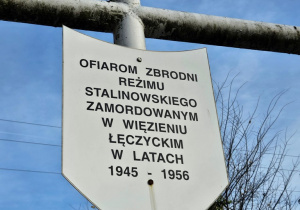 OFIAROM ZBRODNI
REŻIMU
STALINOWSKIEGO
ZAMORDOWANYM
W WIĘZIENIU
ŁĘCZYCKIM
W LATACH
1945 - 1956